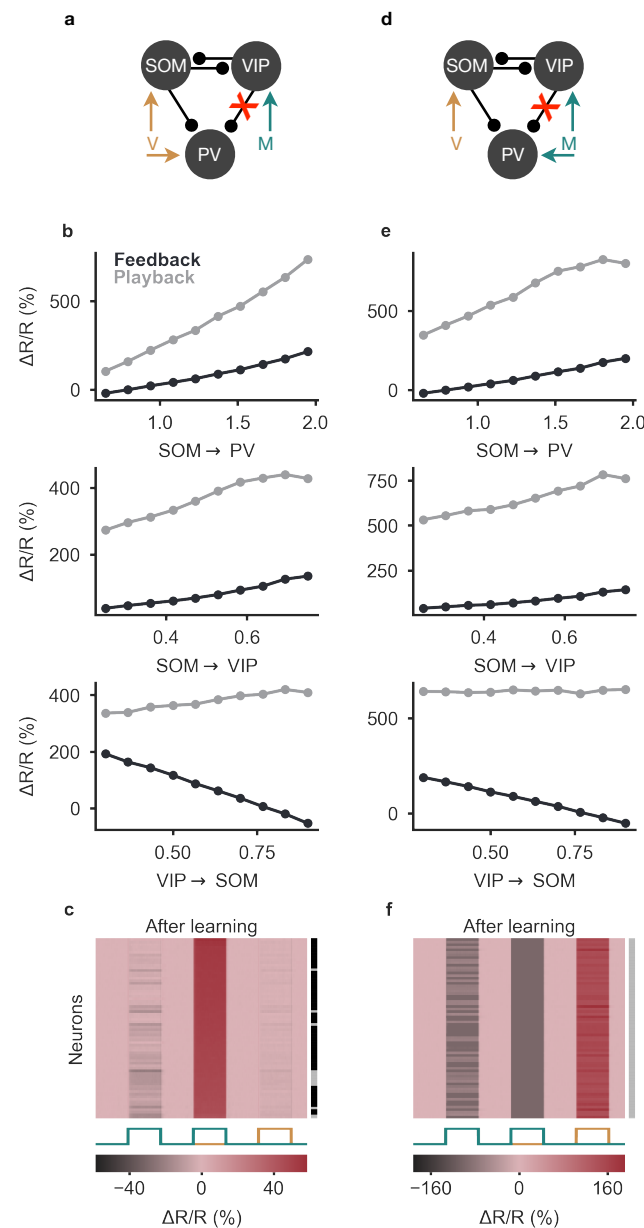 a
SOM
VIP
V
M
PV
b
Feedback
Playback
ΔR/R (%)
500
0
1.0
1.5
2.0
SOM → PV
ΔR/R (%)
400
200
0.4
0.6
SOM → VIP
ΔR/R (%)
400
200
0
0.50
0.75
VIP → SOM
c
After learning
Neurons
−40
0
40
ΔR/R (%)
d
SOM
VIP
V
M
PV
e
500
0
1.0
1.5
2.0
SOM → PV
750
500
250
0.4
0.6
SOM → VIP
500
0
0.50
0.75
VIP → SOM
f
After learning
−160
0
160
ΔR/R (%)